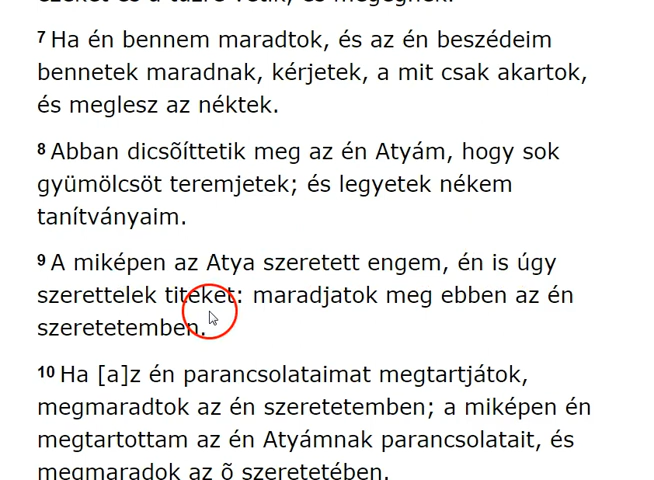 7 Ha én bennem maradtok, és az én beszédeim
bennetek maradnak, kérjetek, a mit csak akartok,
és meglesz az néktek.
8 Abban dicsõíttetik meg az én Atyám, hogy sok
gyümölcsöt teremjetek; és legyetek nékem
tanítványaim.
9 A miképen az Atya szeretett engem, én is úgy
szerettelek titeket: maradjatok meg ebben az én
szeretetemben.
10 Ha [a]z én parancsolataimat megtartjátok,
megmaradtok az én szeretetemben; a miképen én
megtartottam az én Atyámnak parancsolatait, és
megmaradok az õ szeretetében.